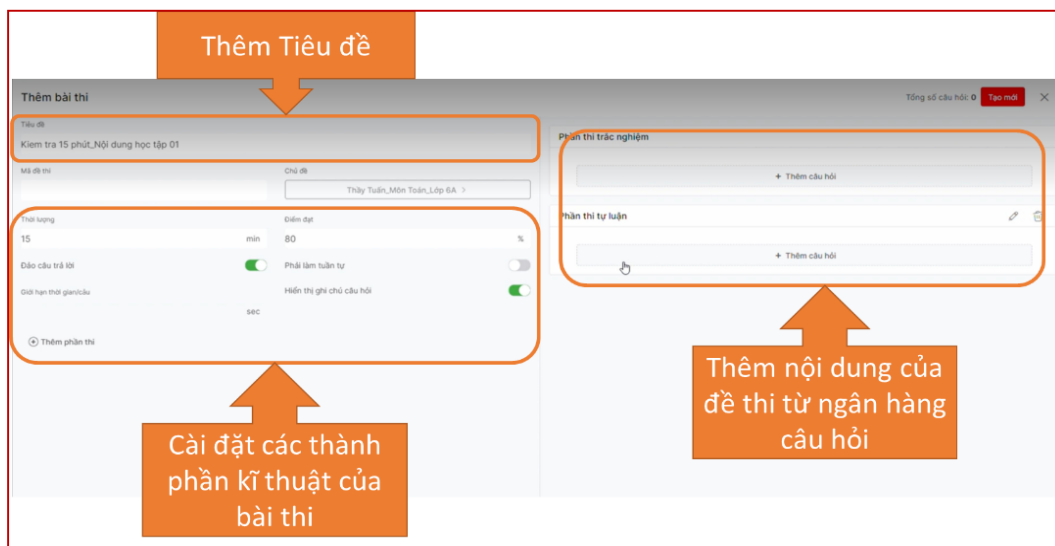 Thêm Tiêu đề
Thêm bài thi
Tổng số câu hỏi: 0
Tạo mới
Tiêu đề
Kiem tra 15 phút_Nội dung học tập 01
Mã đề thi
Chủ đề
Thầy Tuấn_Môn Toán_Lớp 6A >
Thời lượng
Điểm đạt
15
min
80
%
Đảo câu trả lời
Phải làm tuần tự
Giới hạn thời gian/câu
Hiển thị ghi chú câu hỏi
sec
Thêm phần thi
Phần thi trắc nghiệm
+ Thêm câu hỏi
Phần thi tự luận
+ Thêm câu hỏi
Cài đặt các thành
phần kĩ thuật của
bài thi
Thêm nội dung của
đề thi từ ngân hàng
câu hỏi